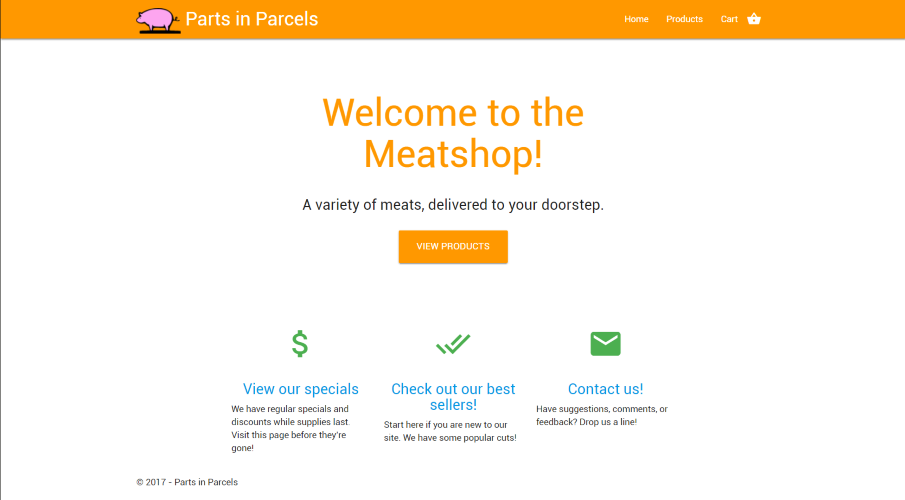 Parts in Parcels
Home Products Cart
Welcome to the
Meatshop!
A variety of meats, delivered to your doorstep.
VIEW PRODUCTS
View our specials
We have regular specials and
discounts while supplies last.
Visit this page before they're
gone!
Check out our best
sellers!
Start here if you are new to our
site. We have some popular cuts!
Contact us!
Have suggestions, comments, or
feedback? Drop us a line!
© 2017 - Parts in Parcels